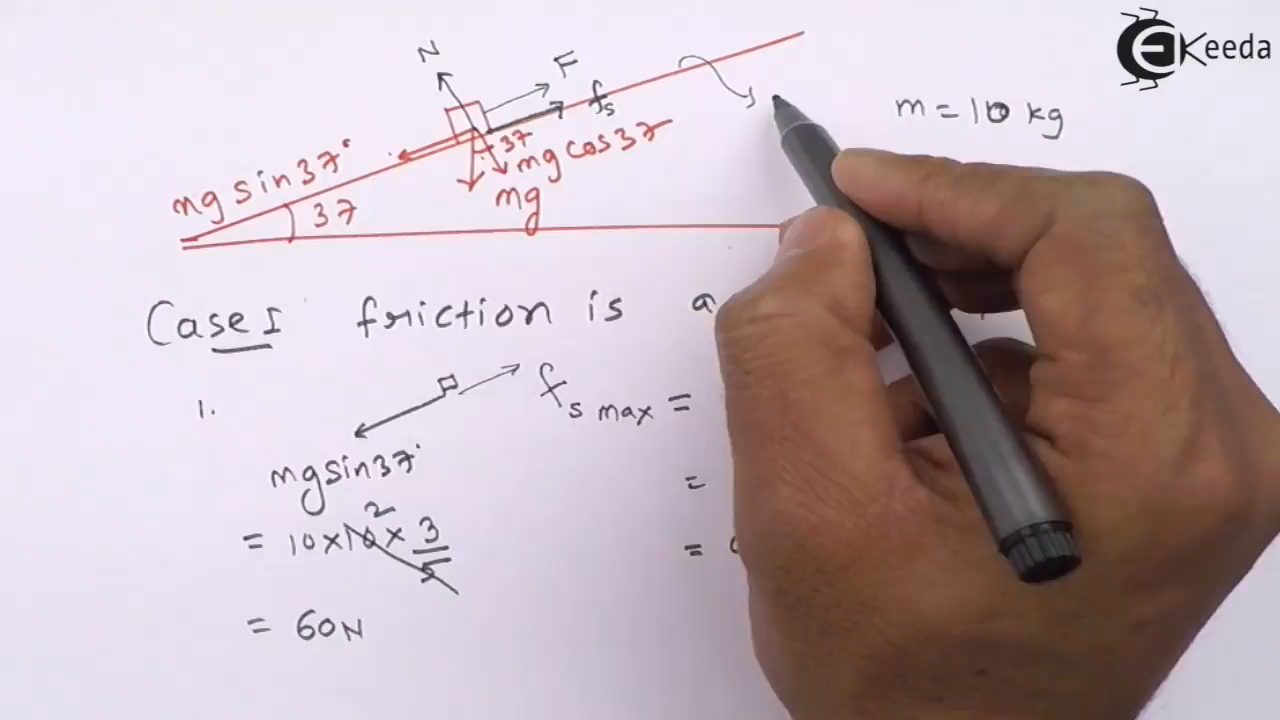 EKeeda
N
F
fs
m = 10 kg
mg sin 37°
37
mg cos 37
mg
37
Case I friction is a
1.
fs max =
mg sin 37°
=
2
= 10 × 10 × 3
5
=
= 60 N